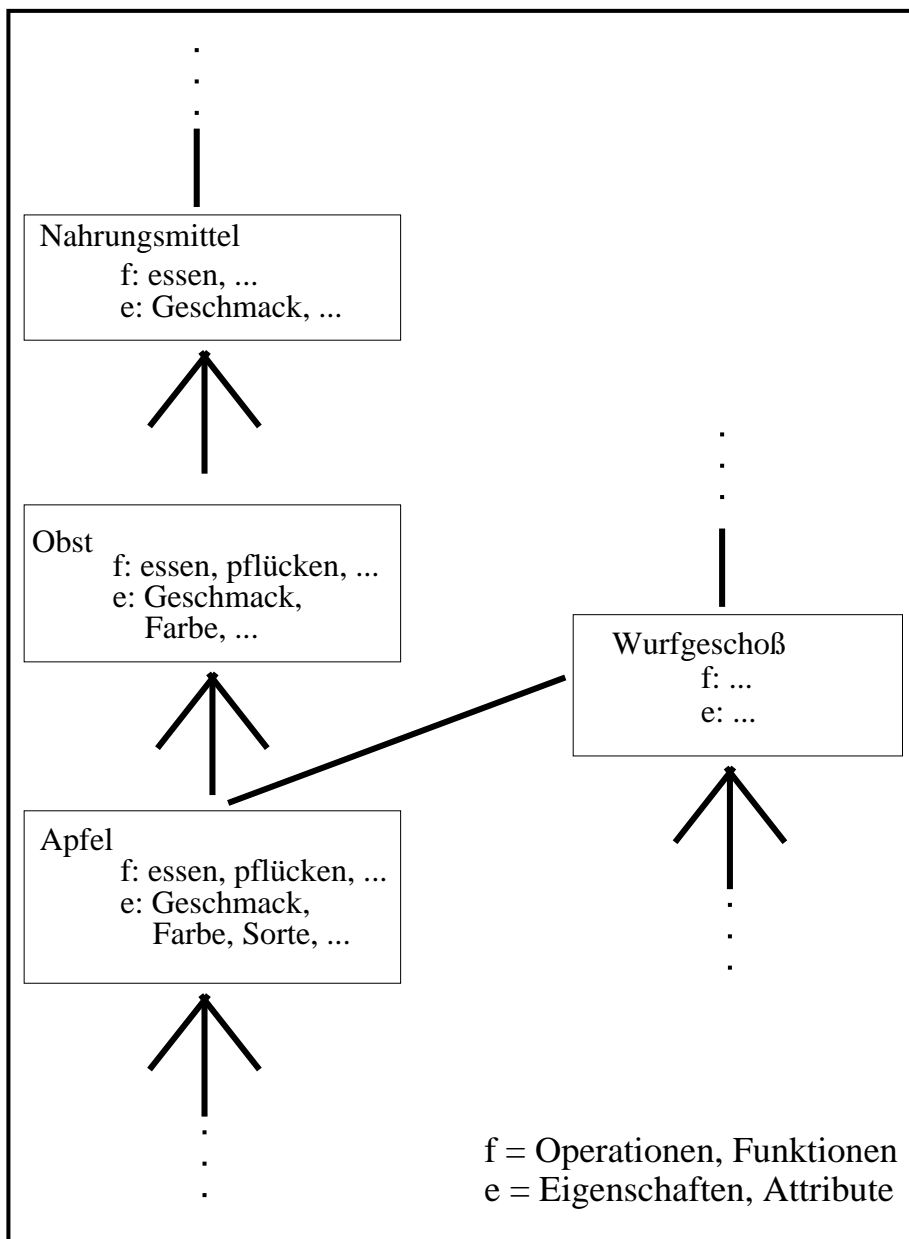 Nahrungsmittel
f: essen, ...
e: Geschmack, ...
Obst
f: essen, pflücken, ...
e: Geschmack,
Farbe, ...
Wurfgeschoß
f: ...
e: ...
Apfel
f: essen, pflücken, ...
e: Geschmack,
Farbe, Sorte, ...
f = Operationen, Funktionen
e = Eigenschaften, Attribute